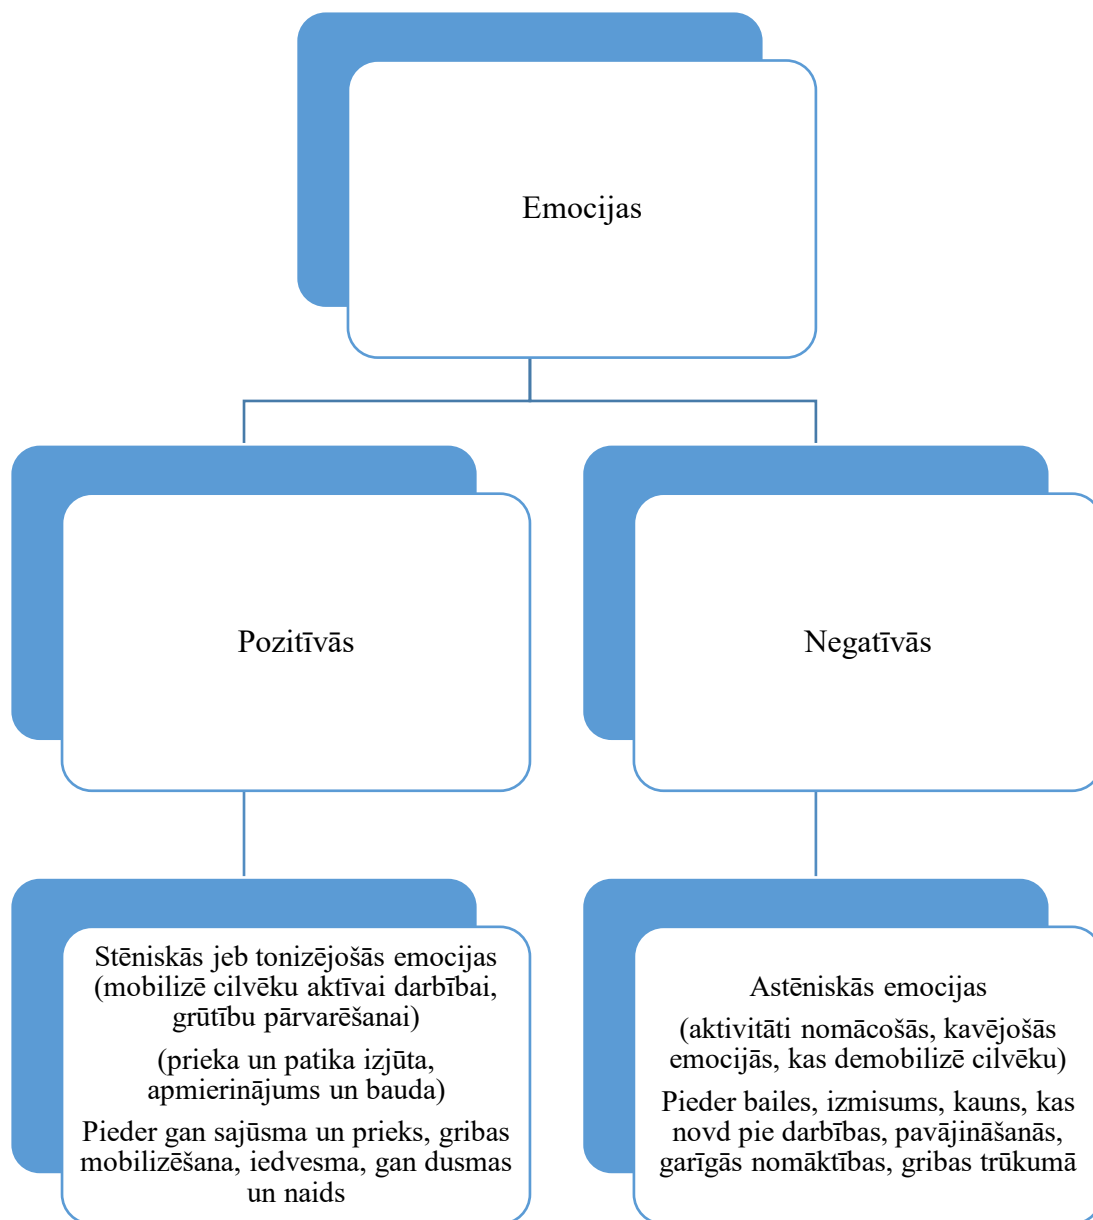 Emocijas
Pozitīvās
Negatīvās
Stēniskās jeb tonizējošās emocijas
(mobilizē cilvēku aktīvai darbībai,
grūtību pārvarēšanai)
(prieka un patika izjūta,
apmierinājums un bauda)
Pieder gan sajūsma un prieks, gribas
mobilizēšana, iedvesma, gan dusmas
un naids
Astēniskās emocijas
(aktivitāti nomācošās, kavējošās
emocijās, kas demobilizē cilvēku)
Pieder bailes, izmisums, kauns, kas
novd pie darbības, pavājināšanās,
garīgās nomāktības, gribas trūkumā